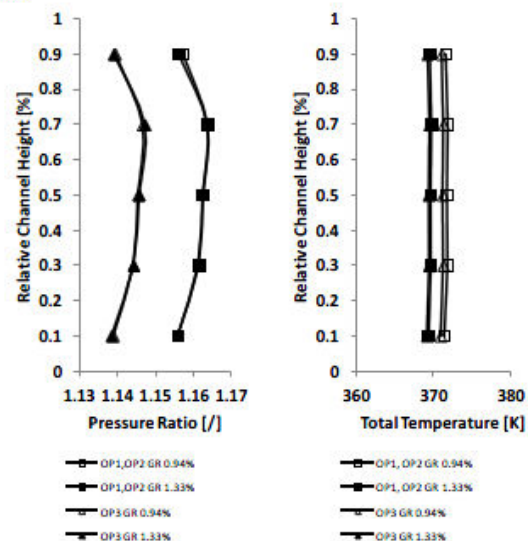 1
0.9
0.8
0.7
0.6
0.5
0.4
0.3
0.2
0.1
0
Relative Channel Height [%]
1.13 1.14 1.15 1.16 1.17
Pressure Ratio [/]
OP1,OP2 GR 0.94%
OP1,OP2 GR 1.33%
OP3 GR 0.94%
OP3 GR 1.33%
1
0.9
0.8
0.7
0.6
0.5
0.4
0.3
0.2
0.1
0
Relative Channel Height [%]
360 370 380
Total Temperature [K]
OP1, OP2 GR 0.94%
OP1, OP2 GR 1.33%
OP3 GR 0.94%
OP3 GR 1.33%